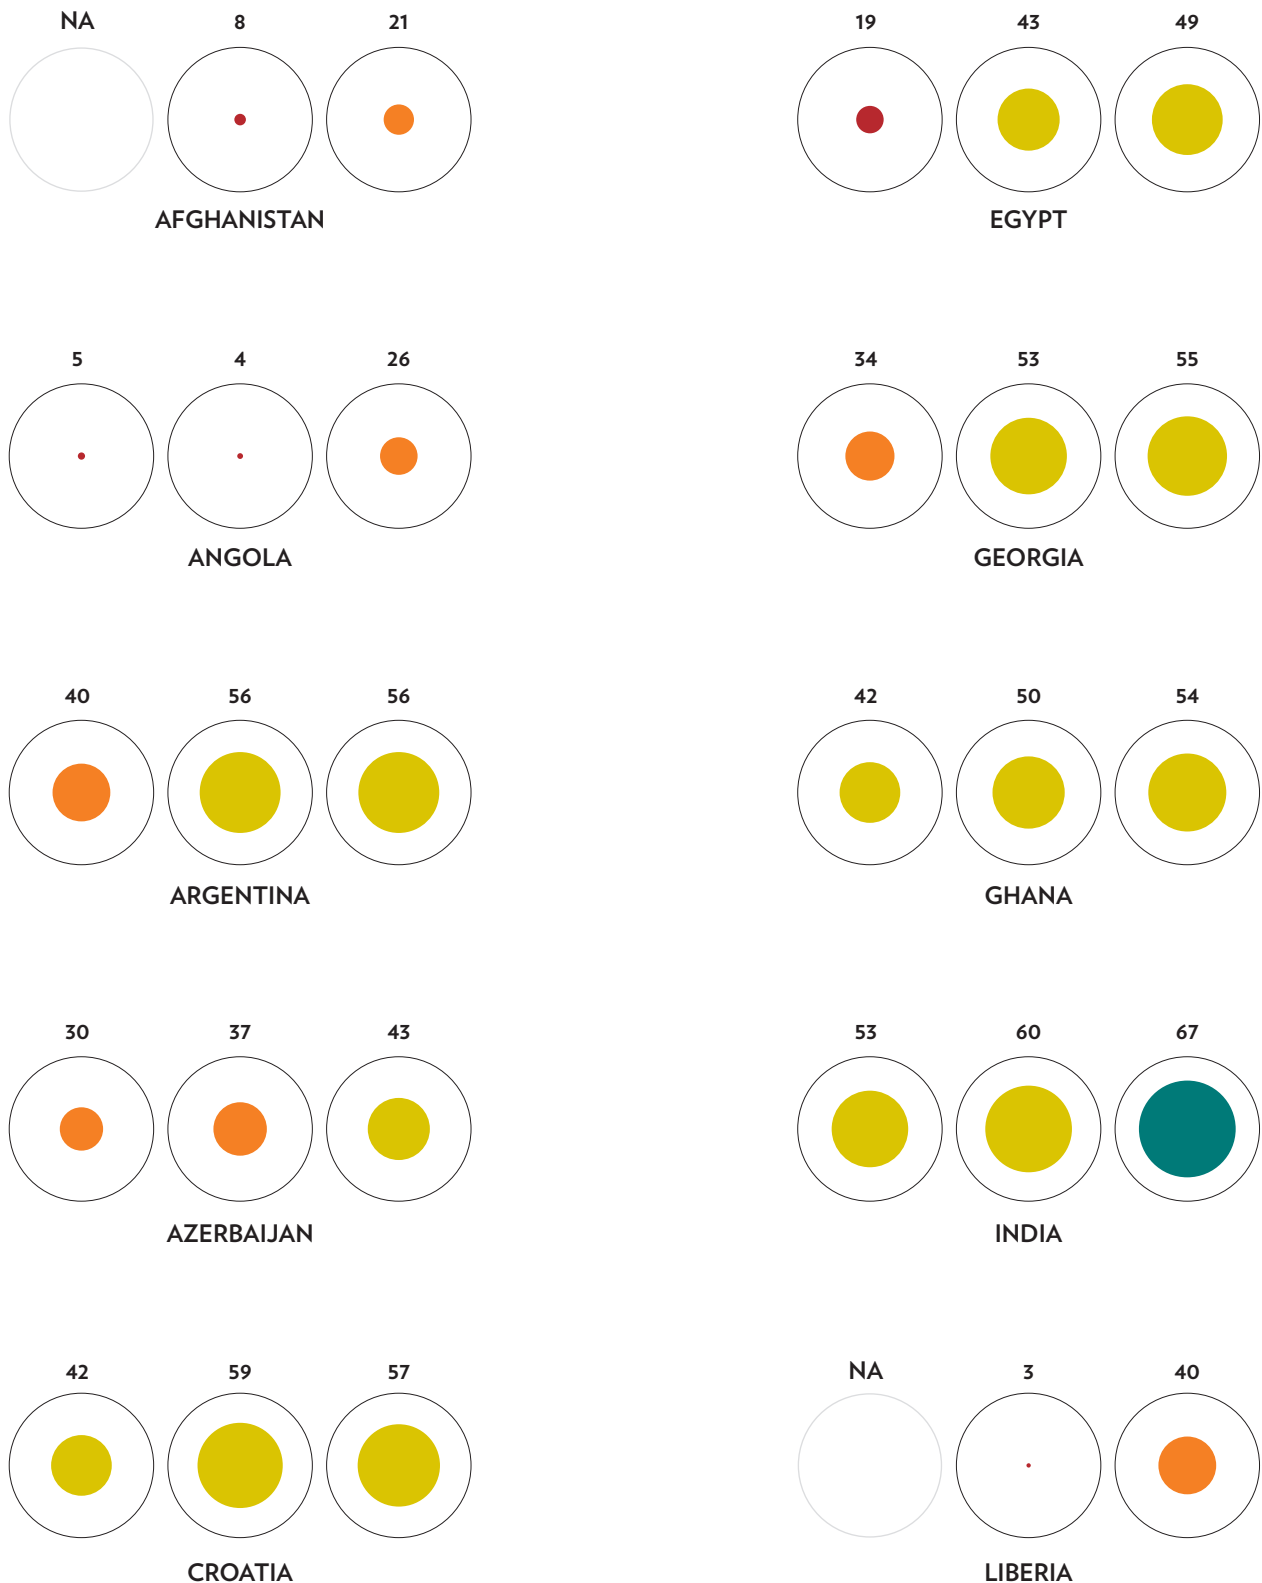 NA 8 21
AFGHANISTAN
19 43 49
EGYPT
5 4 26
ANGOLA
34 53 55
GEORGIA
40 56 56
ARGENTINA
42 50 54
GHANA
30 37 43
AZERBAIJAN
53 60 67
INDIA
42 59 57
CROATIA
NA 3 40
LIBERIA